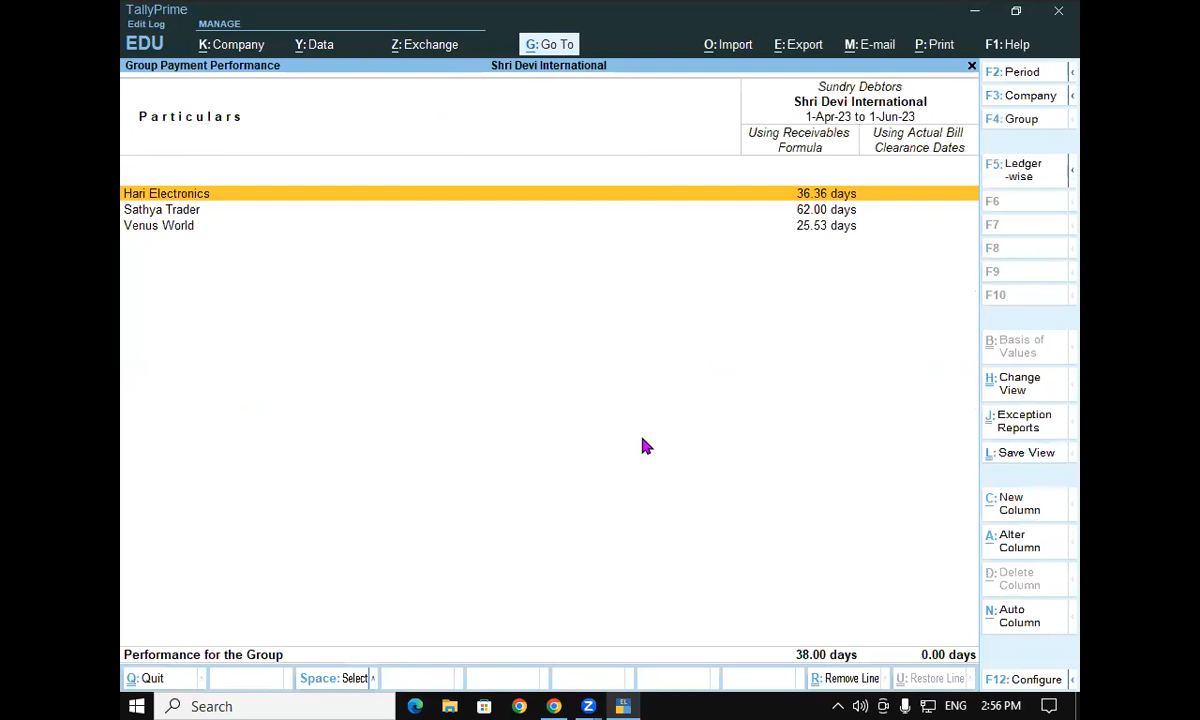 TallyPrime
Edit Log
MANAGE
EDU
K: Company
Y: Data
Z: Exchange
G: Go To
O: Import
E: Export
M: E-mail
P: Print
F1: Help
Group Payment Performance
Shri Devi International
×
F2: Period
F3: Company
F4: Group
F5: Ledger
-wise
F6
F7
F8
F9
F10
B: Basis of
Values
H: Change
View
J: Exception
Reports
L: Save View
C: New
Column
A: Alter
Column
D: Delete
Column
N: Auto
Column
F12: Configure
Particulars
Sundry Debtors
Shri Devi International
1-Apr-23 to 1-Jun-23
Using Receivables
Formula
Using Actual Bill
Clearance Dates
Hari Electronics 36.36 days
Sathya Trader 62.00 days
Venus World 25.53 days
Performance for the Group 38.00 days 0.00 days
Q: Quit
Space: Select
R: Remove Line
U: Restore Line
Search
EL
ENG
2:56 PM